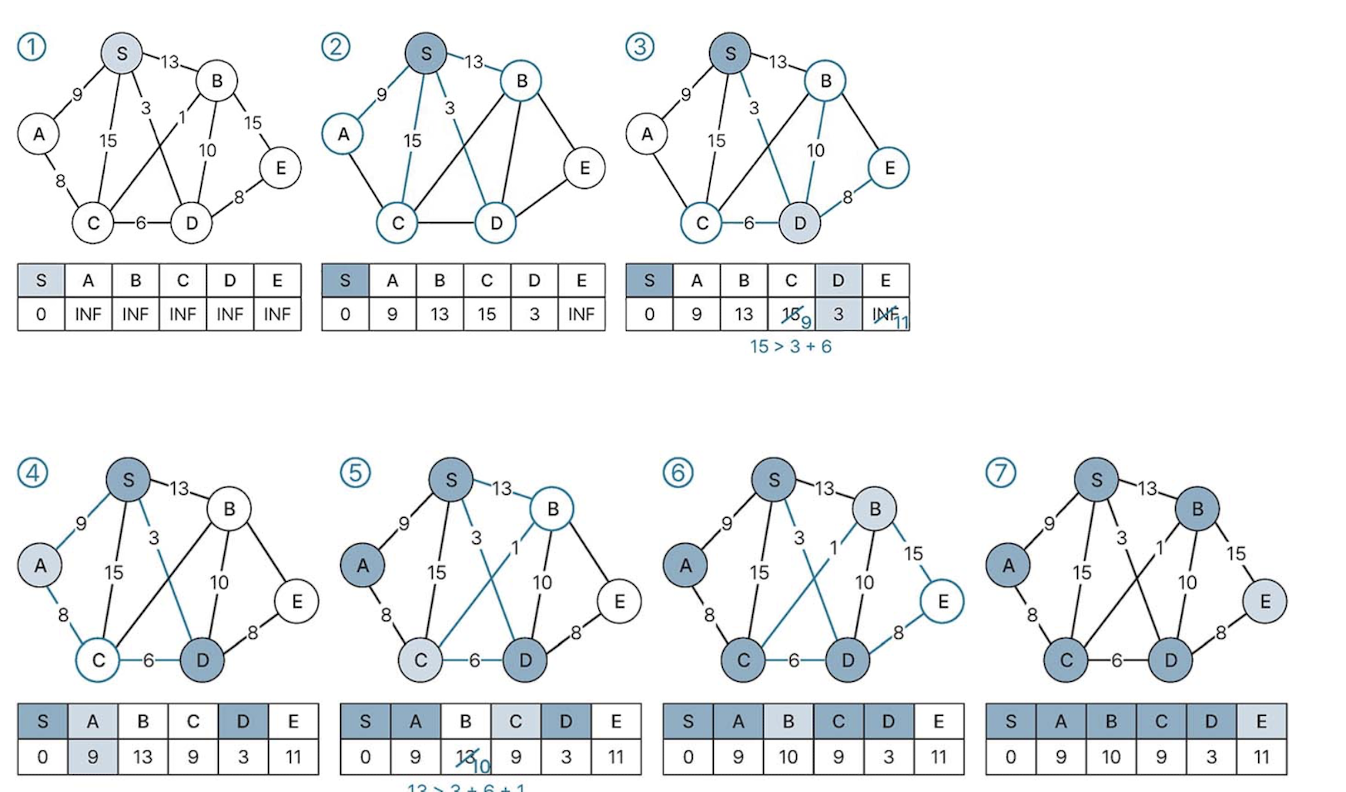 ① ② ③
S S S
13 13 13
B B B
9 3 1 15 9 3 9 3
A 15 10 E A 15 E A 15 10 E
8 8 8
C 6 D C D C 6 D
S A B C D E S A B C D E S A B C D E
0 INF INF INF INF INF 0 9 13 15 3 INF 0 9 13 15 9 3 INF 11
15 > 3 + 6
④ ⑤ ⑥ ⑦
S S S S
13 13 13 13
B B B B
9 3 9 3 1 9 3 1 15 9 3 1 15
A 15 10 E A 15 10 E A 15 10 E A 15 10 E
8 8 8 8 8 8 8 8
C 6 D C 6 D C 6 D C 6 D
S A B C D E S A B C D E S A B C D E S A B C D E
0 9 13 9 3 11 0 9 13 10 9 3 11 0 9 10 9 3 11 0 9 10 9 3 11
13 > 3 + 6 + 1